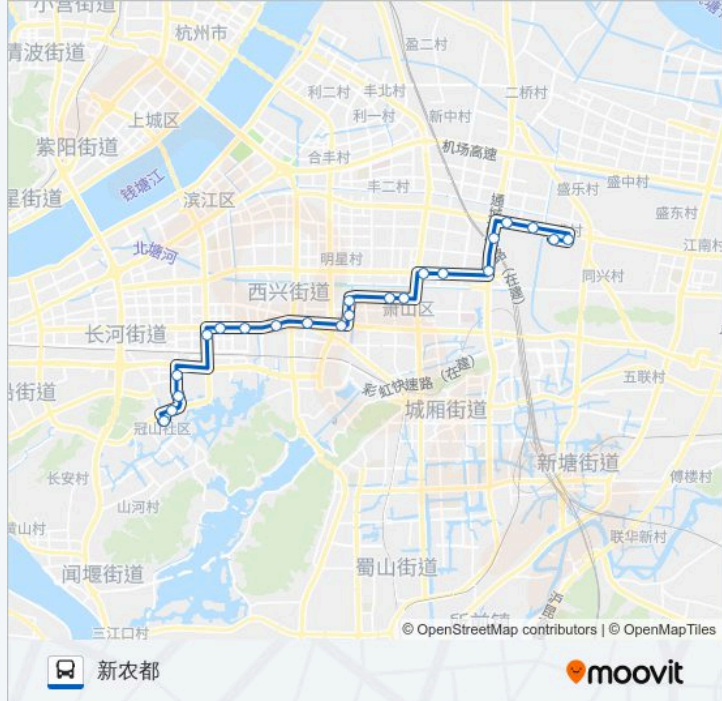 小营街道
杭州市
清波街道
盈二村
利二村
丰北村
二桥村
利一村
新中村
上城区
紫阳街道
合丰村
机场高速
钱塘江
星街道
滨江区
丰二村
盛乐村
盛中村
盛东村
北塘河
明星村
江南村
西兴街道
同兴村
路（在建）
萧山区
长河街道
五联村
彩虹快速路（在建）
城厢街道
冠山社区
新塘街道
长安村
傅楼村
山河村
黄山村
联华新村
闻堰街道
蜀山街道
三江口村
© OpenStreetMap contributors | © OpenMapTiles
新农都
moovit